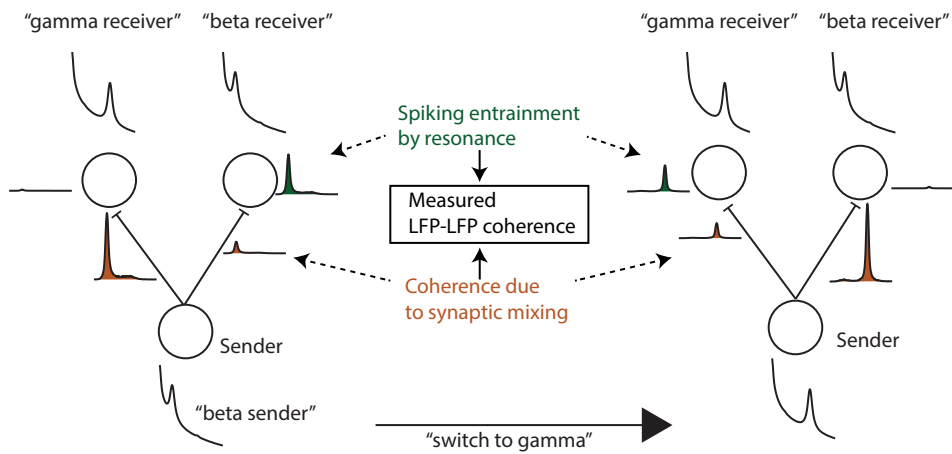 “gamma receiver” “beta receiver”
“gamma receiver” “beta receiver”
Spiking entrainment
by resonance
Measured
LFP-LFP coherence
Coherence due
to synaptic mixing
Sender
Sender
“beta sender”
“switch to gamma”